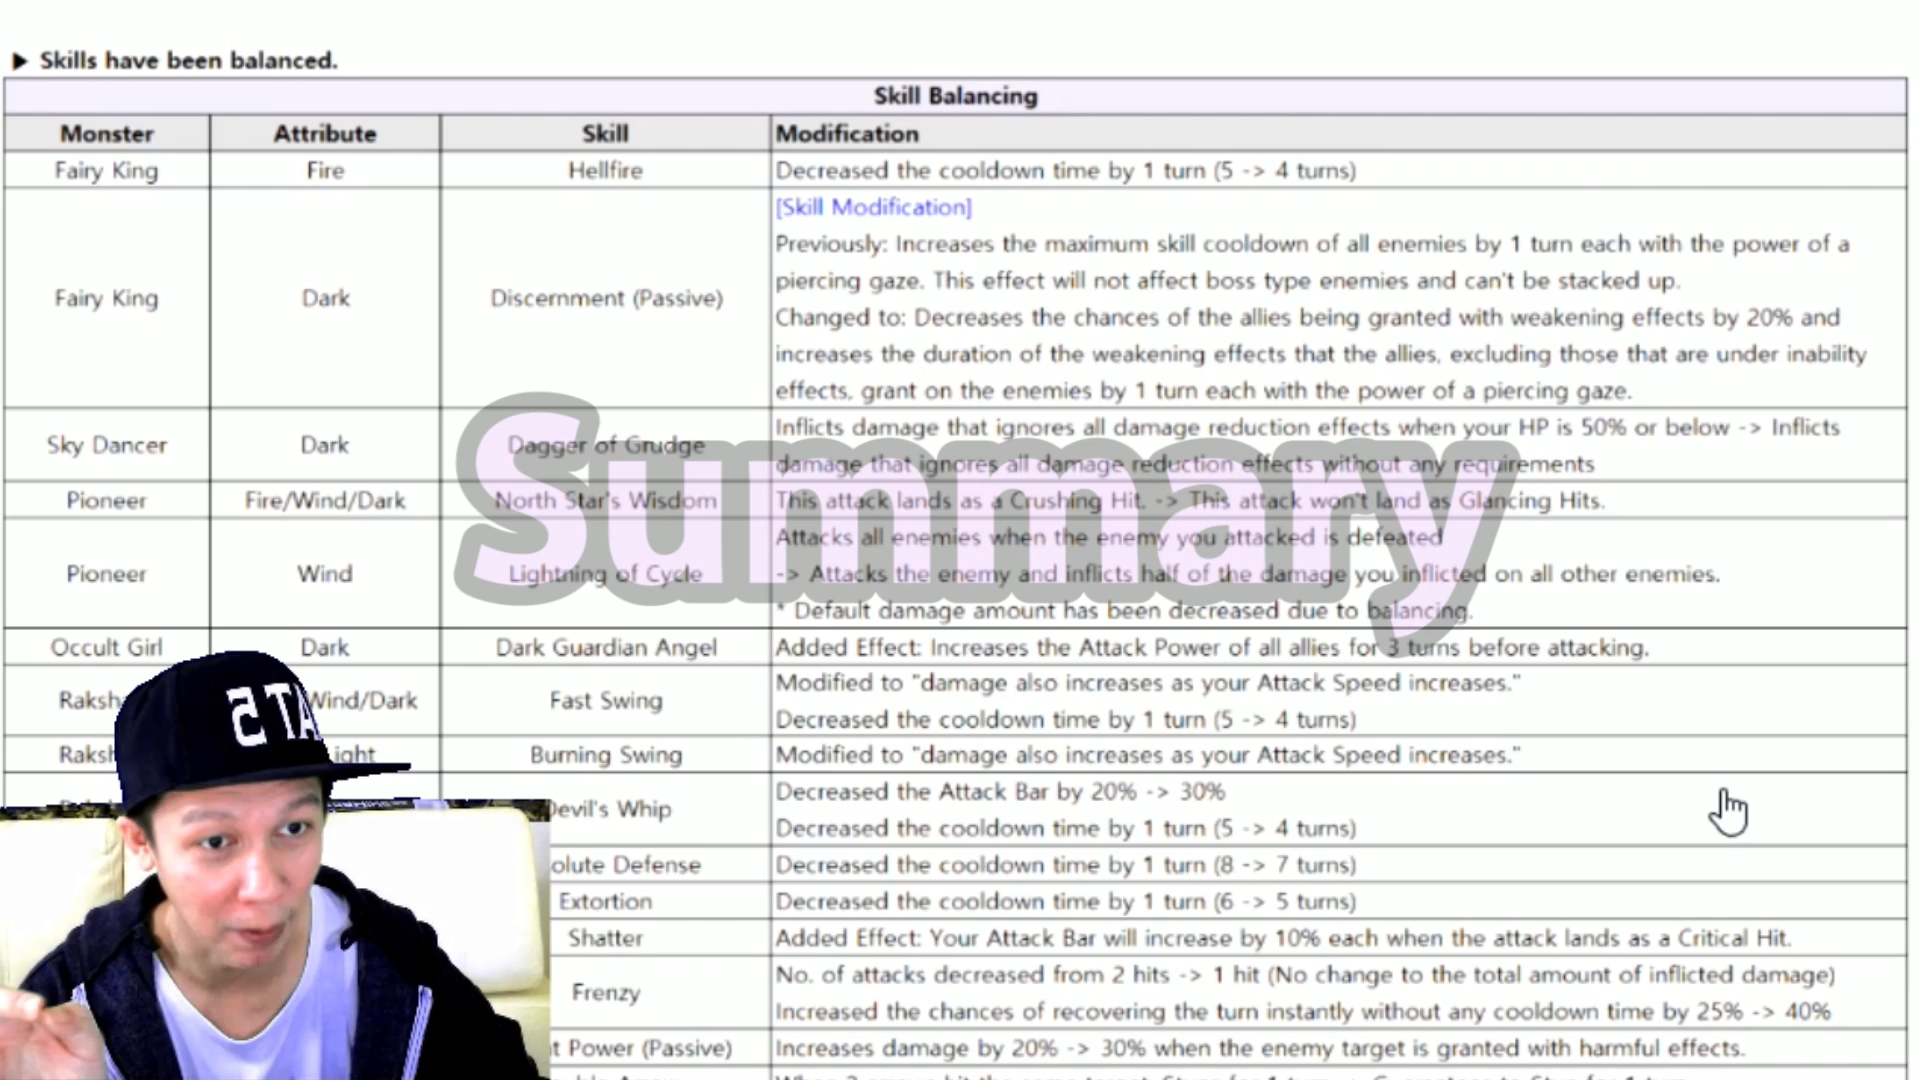 ▶ Skills have been balanced.
Skill Balancing
Monster Attribute Skill Modification
Fairy King Fire Hellfire Decreased the cooldown time by 1 turn (5 -> 4 turns)
[Skill Modification]
Previously: Increases the maximum skill cooldown of all enemies by 1 turn each with the power of a
piercing gaze. This effect will not affect boss type enemies and can't be stacked up.
Fairy King Dark Discernment (Passive)
Changed to: Decreases the chances of the allies being granted with weakening effects by 20% and
increases the duration of the weakening effects that the allies, excluding those that are under inability
effects, grant on the enemies by 1 turn each with the power of a piercing gaze.
Sky Dancer Dark Dagger of Grudge
Inflicts damage that ignores all damage reduction effects when your HP is 50% or below -> Inflicts
damage that ignores all damage reduction effects without any requirements
Pioneer Fire/Wind/Dark North Star's Wisdom This attack lands as a Crushing Hit. -> This attack won't land as Glancing Hits.
Attacks all enemies when the enemy you attacked is defeated
Pioneer Wind Lightning of Cycle -> Attacks the enemy and inflicts half of the damage you inflicted on all other enemies.
* Default damage amount has been decreased due to balancing.
Summary
Occult Girl Dark Dark Guardian Angel Added Effect: Increases the Attack Power of all allies for 3 turns before attacking.
Raksh Wind/Dark Fast Swing
Modified to "damage also increases as your Attack Speed increases."
Decreased the cooldown time by 1 turn (5 -> 4 turns)
Raksh ight Burning Swing Modified to "damage also increases as your Attack Speed increases."
Devil's Whip
Decreased the Attack Bar by 20% -> 30%
Decreased the cooldown time by 1 turn (5 -> 4 turns)
olute Defense Decreased the cooldown time by 1 turn (8 -> 7 turns)
Extortion Decreased the cooldown time by 1 turn (6 -> 5 turns)
Shatter Added Effect: Your Attack Bar will increase by 10% each when the attack lands as a Critical Hit.
Frenzy
No. of attacks decreased from 2 hits -> 1 hit (No change to the total amount of inflicted damage)
Increased the chances of recovering the turn instantly without any cooldown time by 25% -> 40%
t Power (Passive) Increases damage by 20% -> 30% when the enemy target is granted with harmful effects.